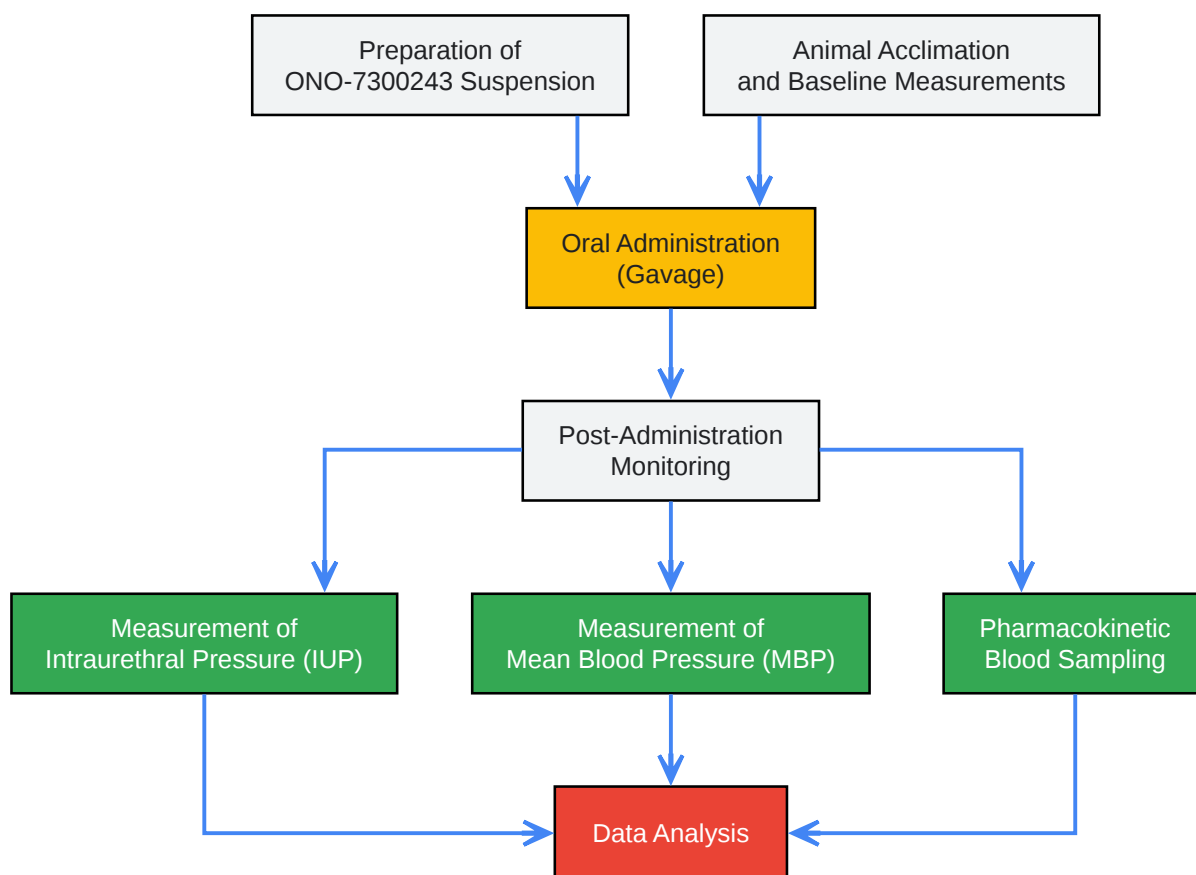 Preparation of
ONO-7300243 Suspension
Animal Acclimation
and Baseline Measurements
Oral Administration
(Gavage)
Post-Administration
Monitoring
Measurement of
Intraurethral Pressure (IUP)
Measurement of
Mean Blood Pressure (MBP)
Pharmacokinetic
Blood Sampling
Data Analysis